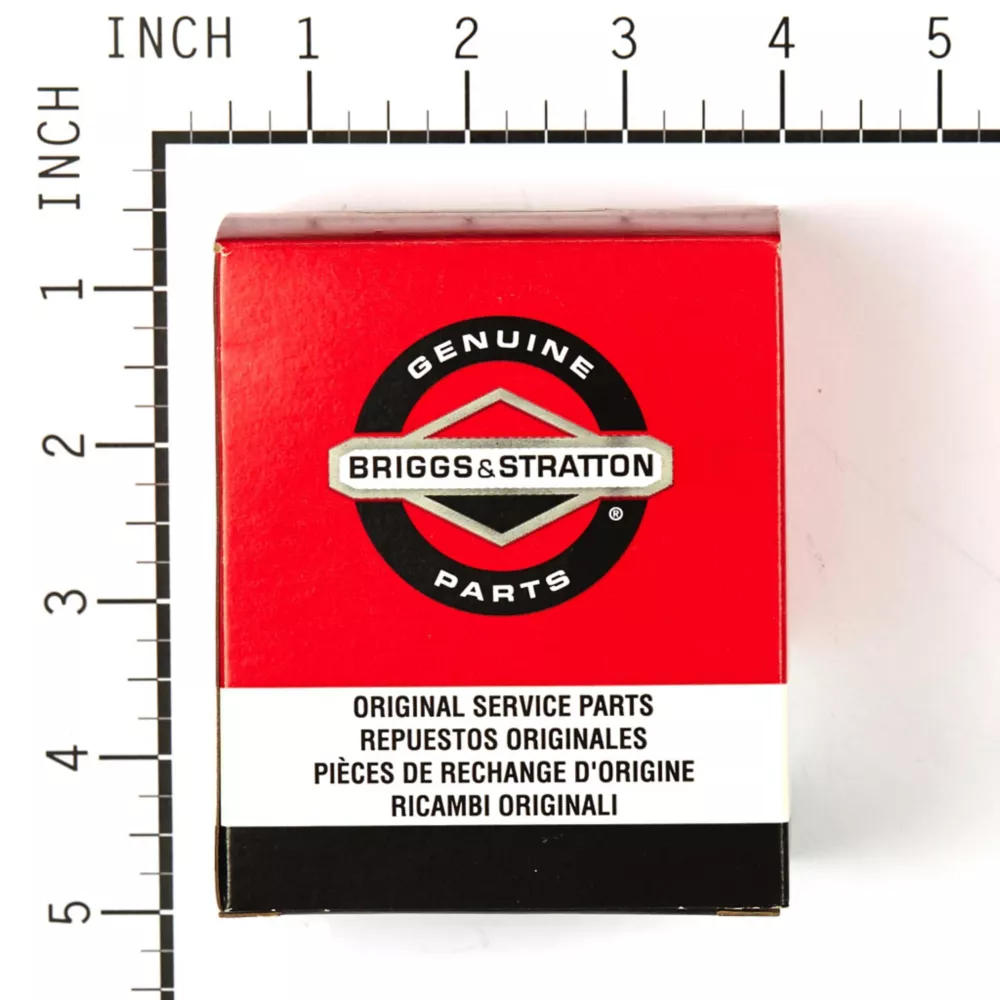 INCH 1 2 3 4 5
INCH
1
2
3
4
5
GENUINE
BRIGGS&STRATTON
®
PARTS
ORIGINAL SERVICE PARTS
REPUESTOS ORIGINALES
PIÈCES DE RECHANGE D'ORIGINE
RICAMBI ORIGINALI